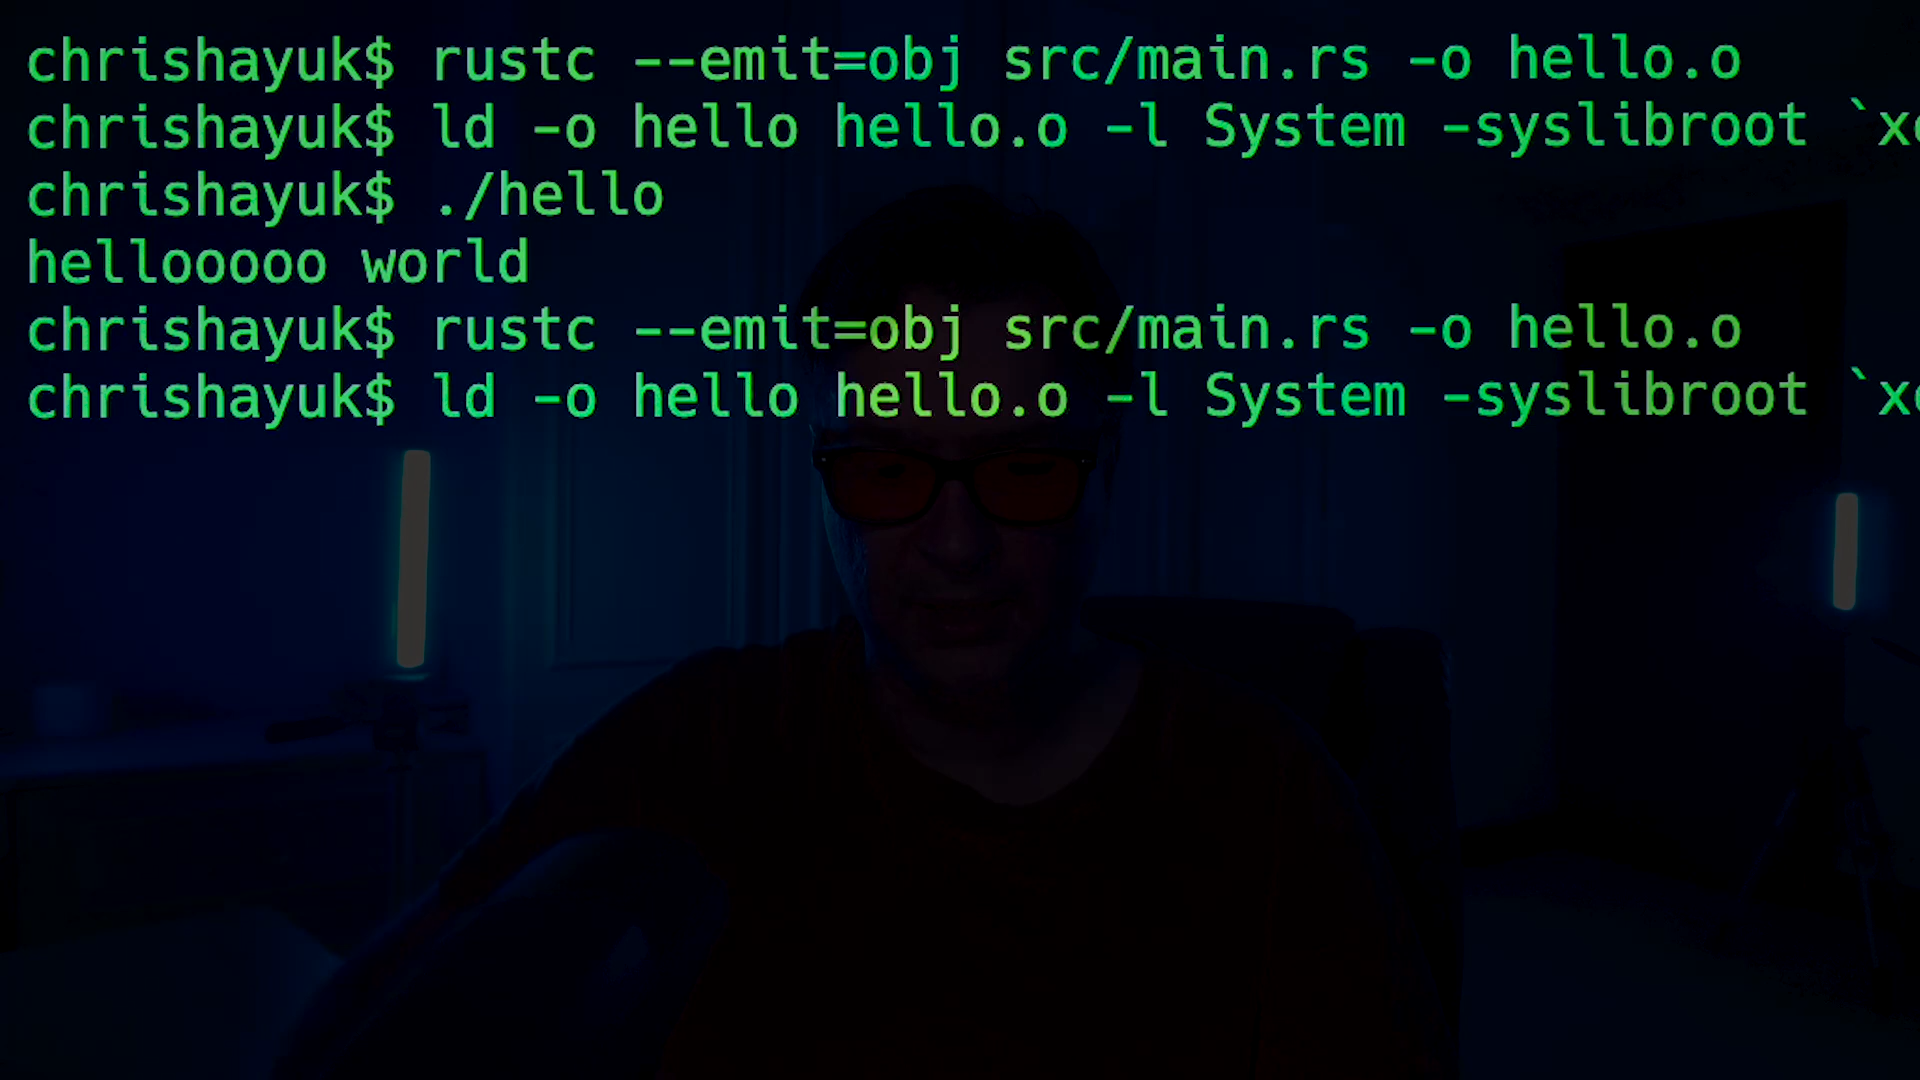 chrishayuk$ rustc --emit=obj src/main.rs -o hello.o
chrishayuk$ ld -o hello hello.o -l System -syslibroot
chrishayuk$ ./hello
hellooooo world
chrishayuk$ rustc --emit=obj src/main.rs -o hello.o
chrishayuk$ ld -o hello hello.o -l System -syslibroot